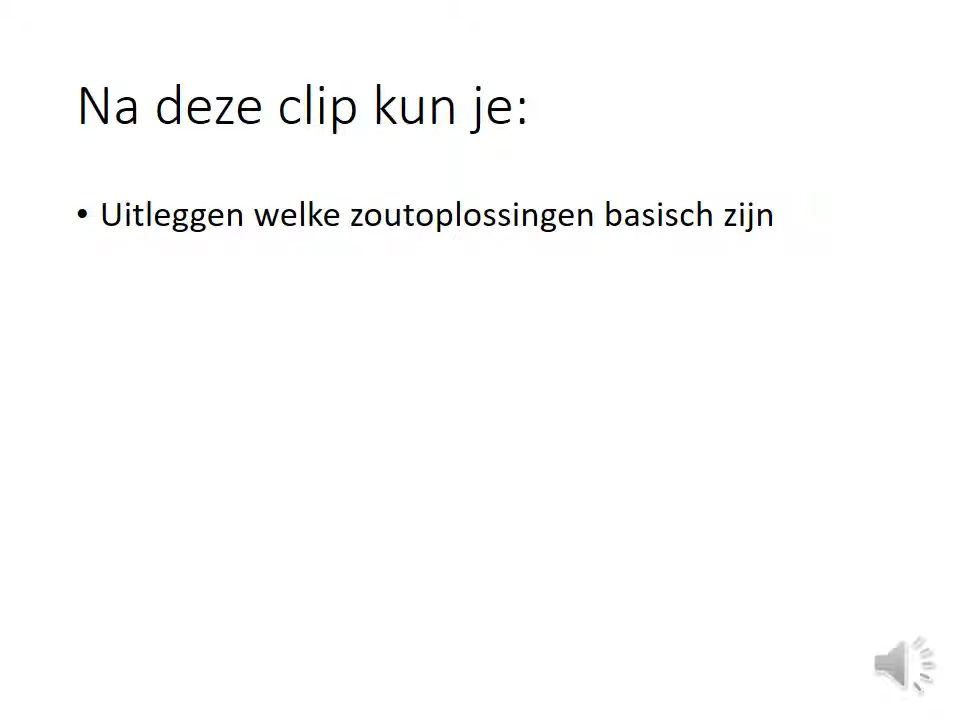 Na deze clip kun je:
• Uitleggen welke zoutoplossingen basisch zijn